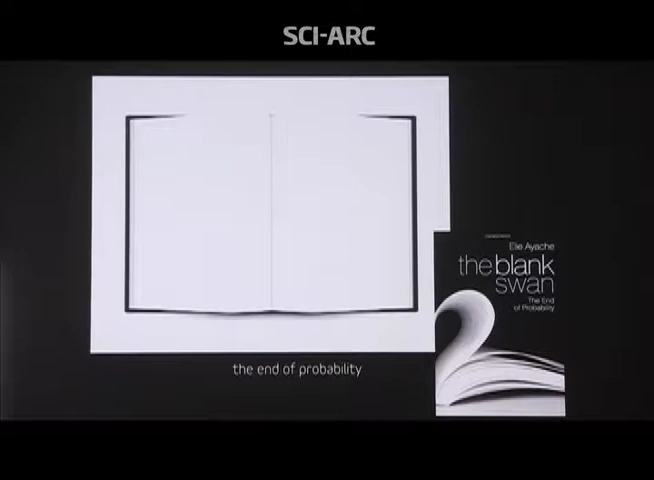 SCI-ARC
Elie Ayache
the blank
swan
The End
of Probability
the end of probability